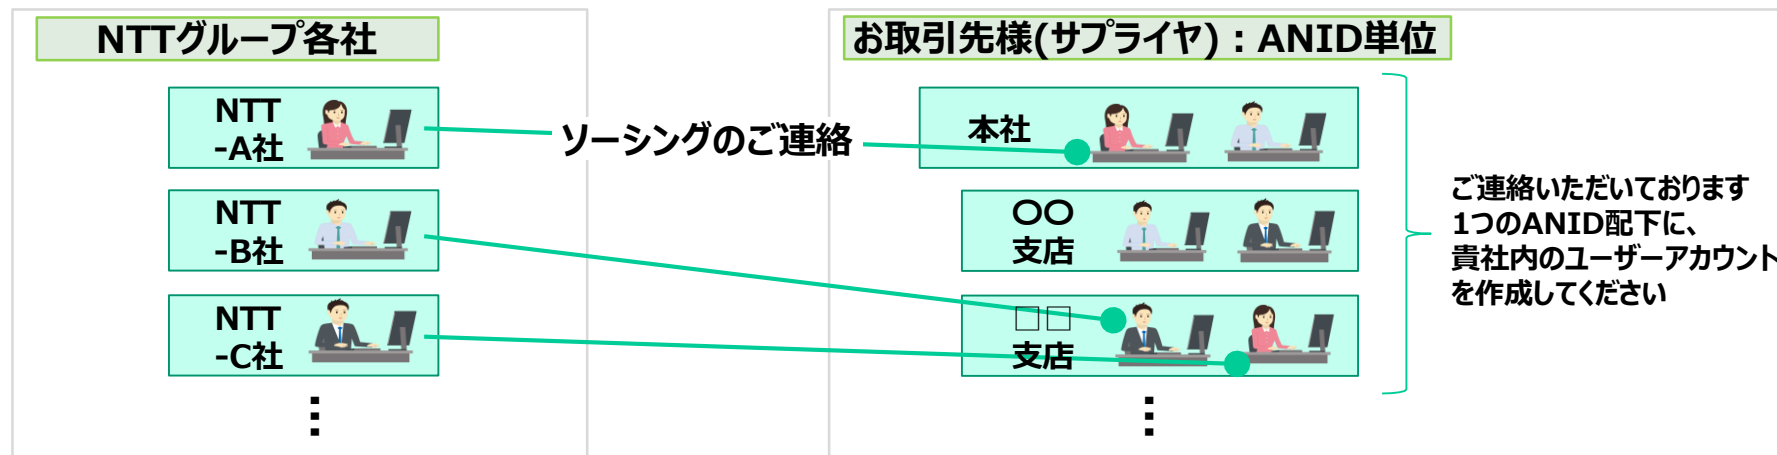 NTTグループ各社
NTT
-A社
NTT
-B社
NTT
-C社
ソーシングのご連絡
お取引先様(サプライヤ)：ANID単位
本社
〇〇
支店
□□
支店
ご連絡いただいております
1つのANID配下に、
貴社内のユーザーアカウント
を作成してください